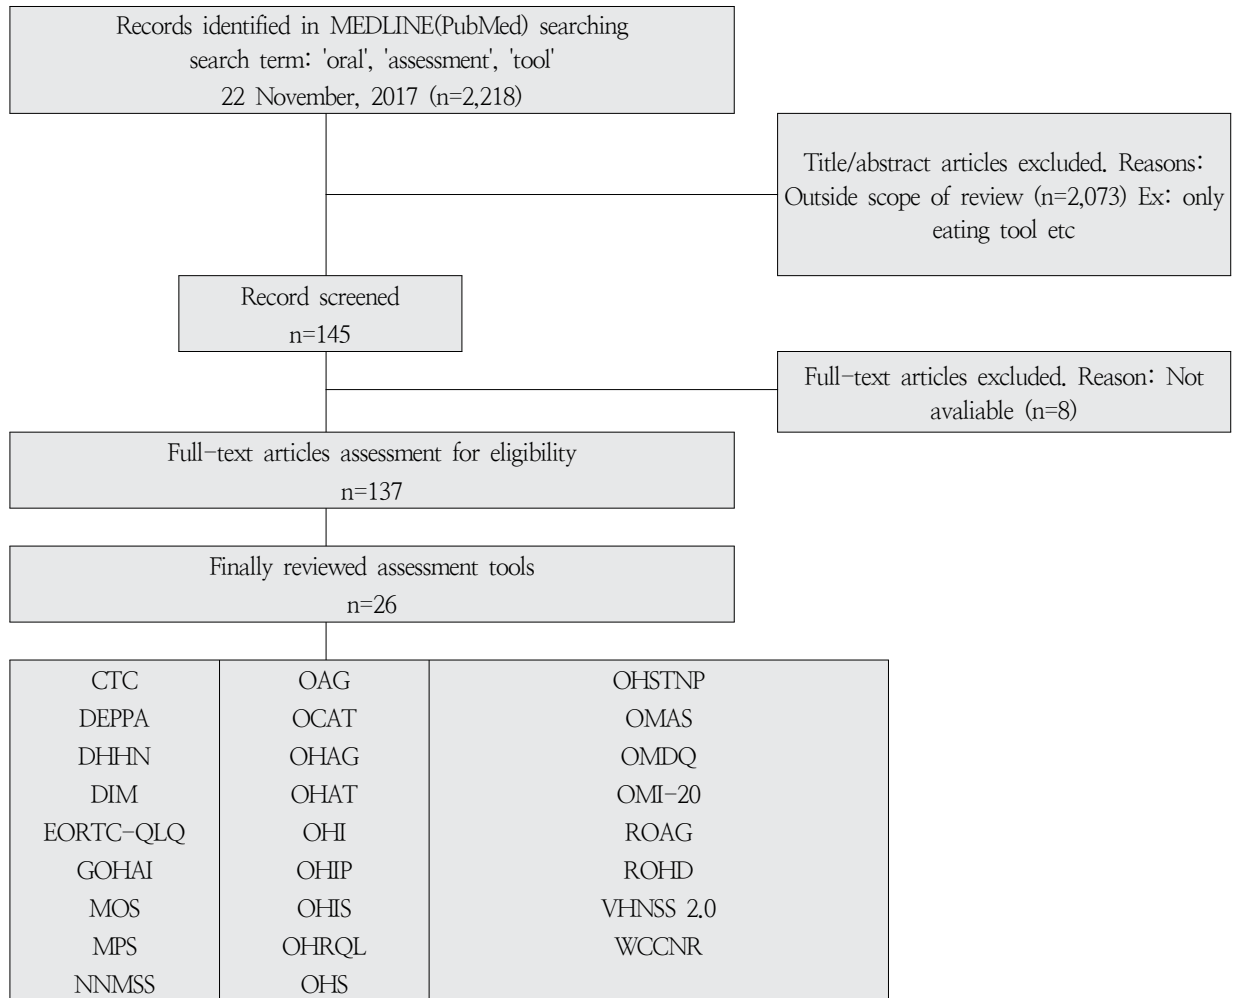 Records identified in MEDLINE(PubMed) searching
search term: 'oral', 'assessment', 'tool'
22 November, 2017 (n=2,218)
Title/abstract articles excluded. Reasons:
Outside scope of review (n=2,073) Ex: only
eating tool etc
Record screened
n=145
Full-text articles excluded. Reason: Not
avaliable (n=8)
Full-text articles assessment for eligibility
n=137
Finally reviewed assessment tools
n=26
CTC
DEPPA
DHHN
DIM
EORTC-QLQ
GOHAI
MOS
MPS
NNMSS
OAG
OCAT
OHAG
OHAT
OHI
OHIP
OHIS
OHRQL
OHS
OHSTNP
OMAS
OMDQ
OMI-20
ROAG
ROHD
VHNSS 2.0
WCCNR